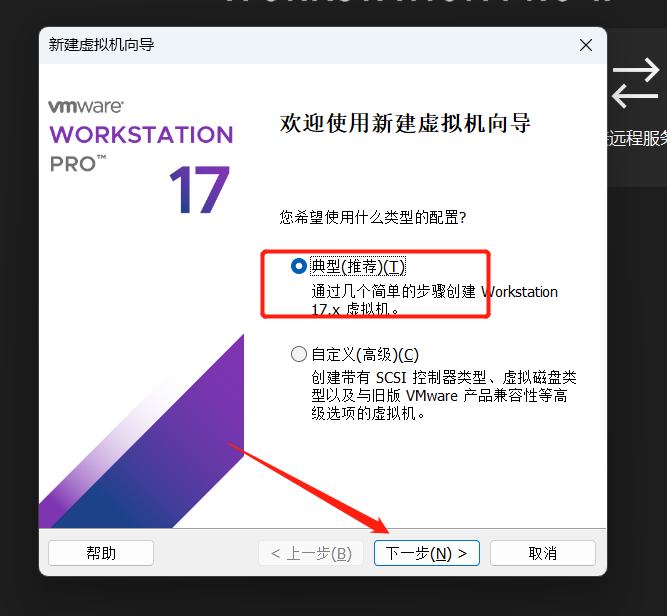 新建虚拟机向导
vmware®
WORKSTATION
PRO™
17
欢迎使用新建虚拟机向导
您希望使用什么类型的配置?
典型(推荐)(T)
通过几个简单的步骤创建 Workstation
17.x 虚拟机。
自定义(高级)(C)
创建带有 SCSI 控制器类型、虚拟磁盘类
型以及与旧版 VMware 产品兼容性等高
级选项的虚拟机。
远程服务
帮助
< 上一步(B)
下一步(N) >
取消